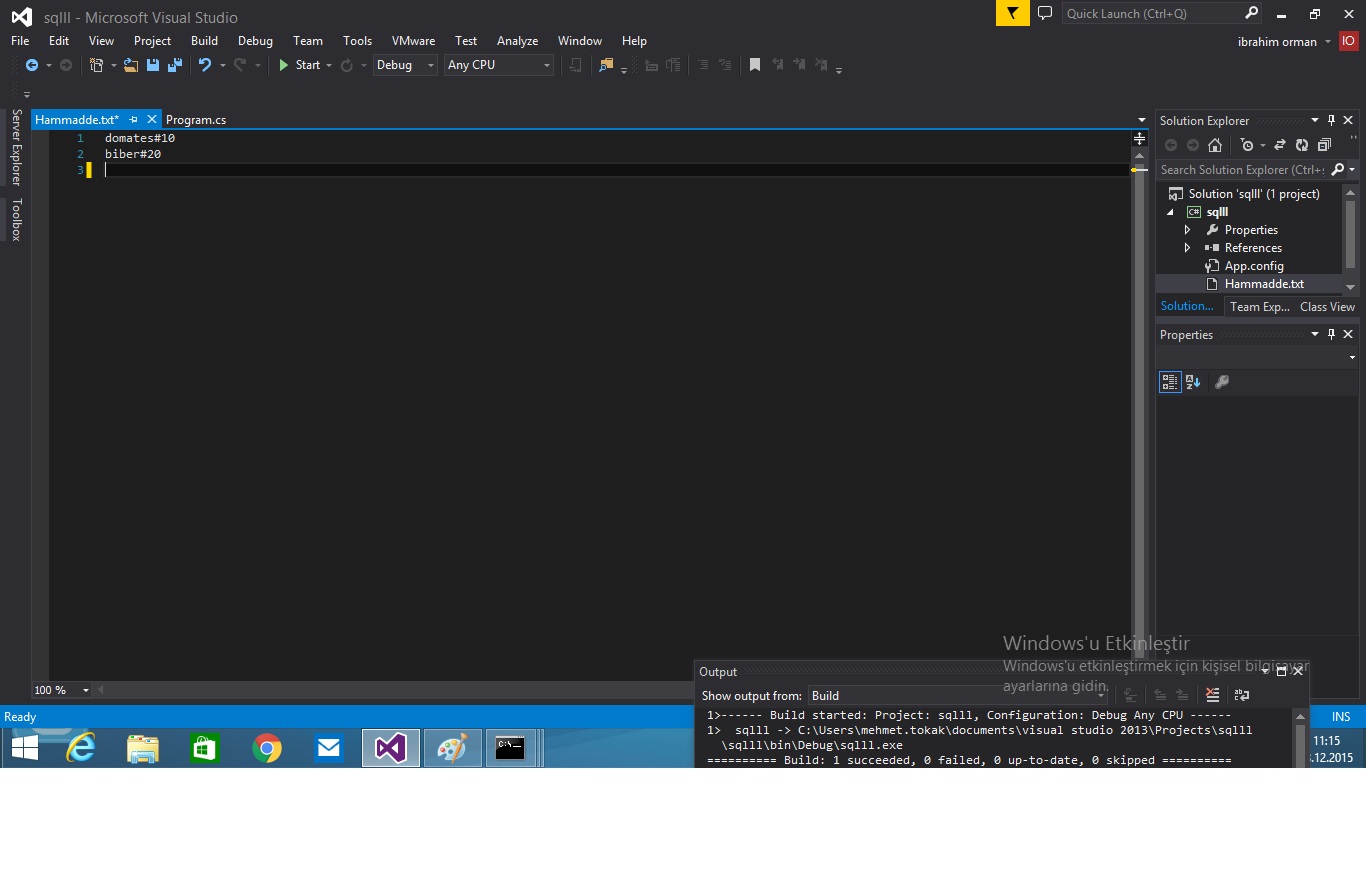 sqlll - Microsoft Visual Studio
Quick Launch (Ctrl+Q)
File Edit View Project Build Debug Team Tools VMware Test Analyze Window Help
ibrahim orman IO
Start Debug Any CPU
Server Explorer
Toolbox
Hammadde.txt* Program.cs
1 domates#10
2 biber#20
3
Solution Explorer
Search Solution Explorer (Ctrl+
Solution 'sqlll' (1 project)
C# sqlll
Properties
References
App.config
Hammadde.txt
Solution... Team Exp... Class View
Properties
Windows'u Etkinleştir
Windows'u etkinleştirmek için kişisel bilgisayar
ayarlarına gidin.
100 %
Output
Show output from: Build
1>------ Build started: Project: sqlll, Configuration: Debug Any CPU ------
1>  sqlll -> C:\Users\mehmet.tokak\documents\visual studio 2013\Projects\sqlll
\sqlll\bin\Debug\sqlll.exe
========== Build: 1 succeeded, 0 failed, 0 up-to-date, 0 skipped ==========
Ready
INS
11:15
.12.2015